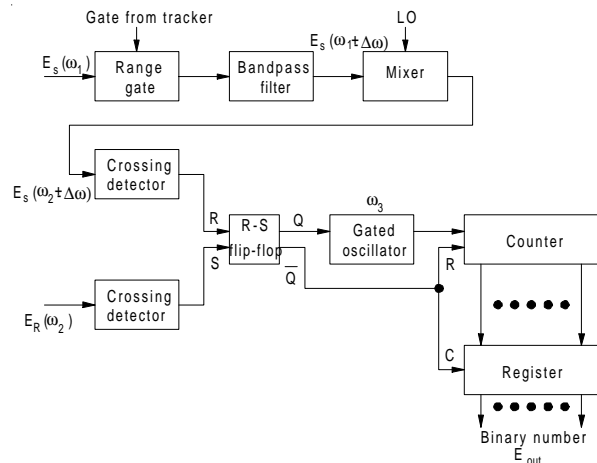 Gate from tracker
LO
E_s(ω_1)
Range gate
Bandpass filter
E_s(ω_1±Δω)
Mixer
E_s(ω_2±Δω)
Crossing detector
R
S
R-S flip-flop
Q
Q̅
ω_3
Gated oscillator
Counter
R
E_R(ω_2)
Crossing detector
C
Register
Binary number
E_out